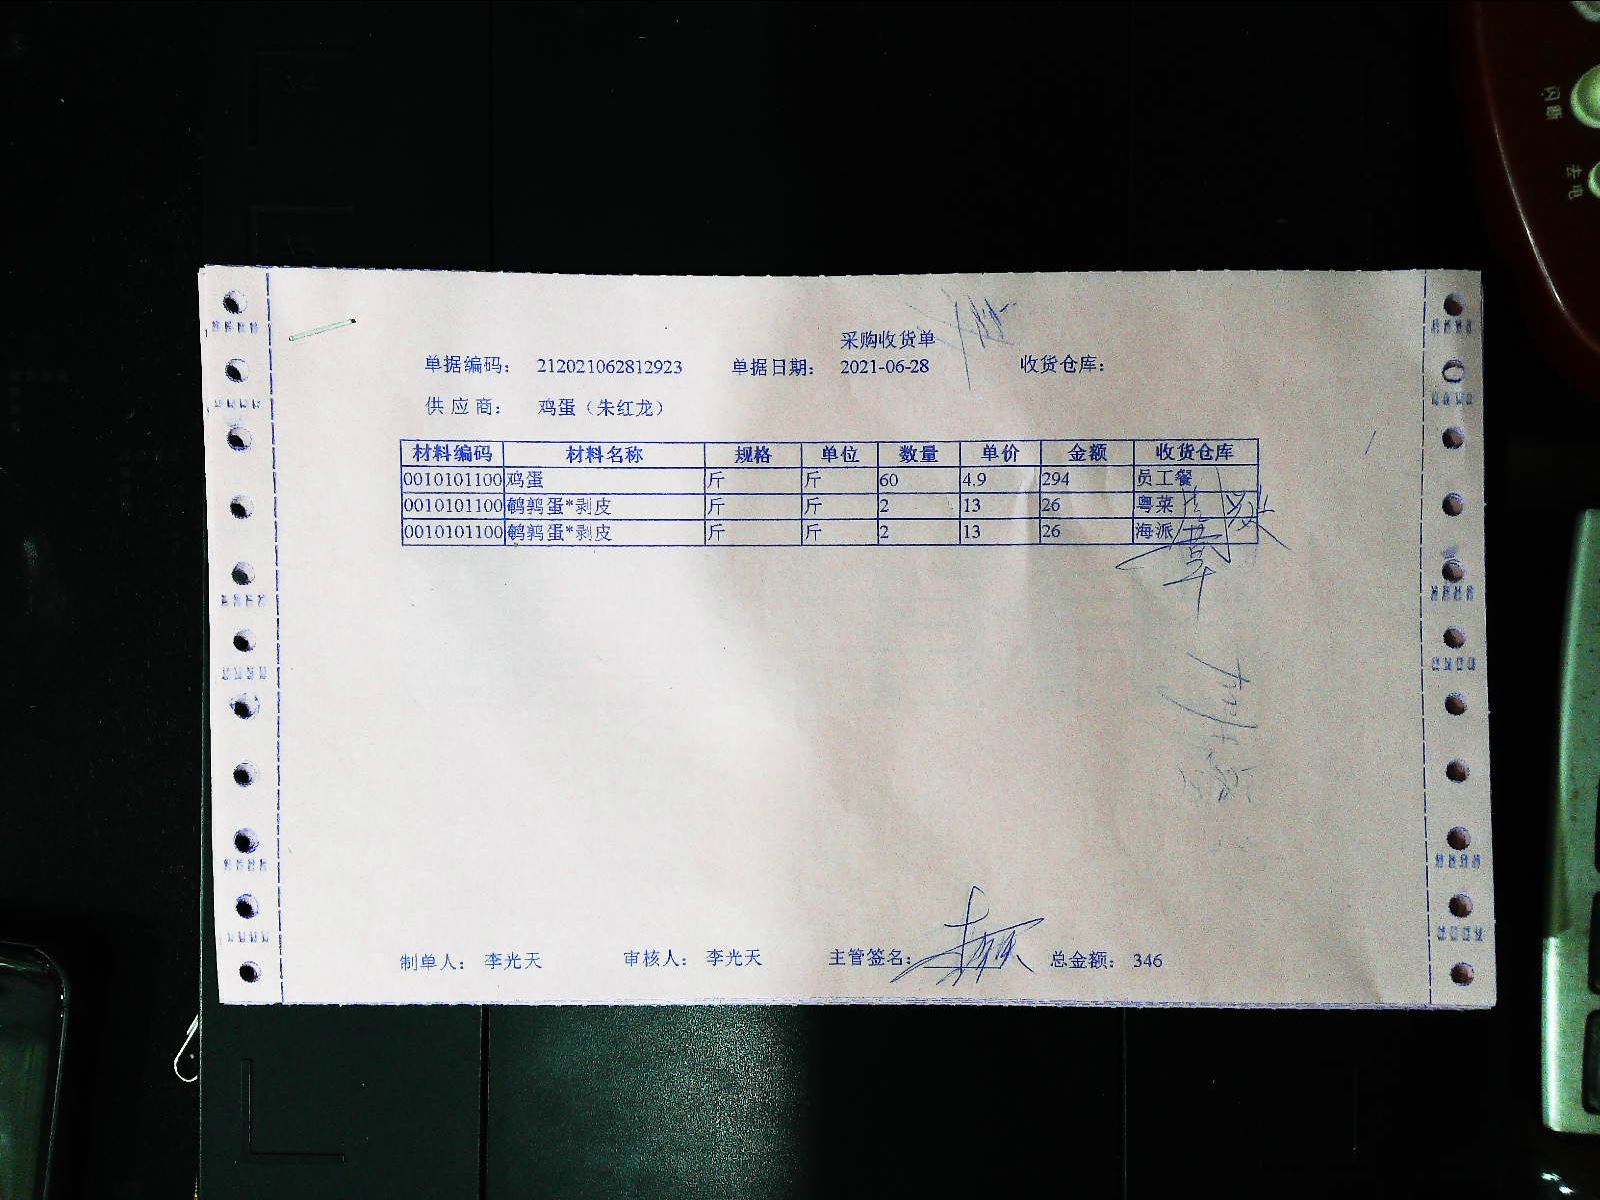 采购收货单
单据编码： 212021062812923 单据日期： 2021-06-28 收货仓库：
供 应 商： 鸡蛋（朱红龙）
材料编码 材料名称 规格 单位 数量 单价 金额 收货仓库
0010101100 鸡蛋 斤 斤 60 4.9 294 员工餐
0010101100 鹌鹑蛋*剥皮 斤 斤 2 13 26 粤菜
0010101100 鹌鹑蛋*剥皮 斤 斤 2 13 26 海派
制单人： 李光天 审核人： 李光天 主管签名： 总金额： 346
闪断
去电